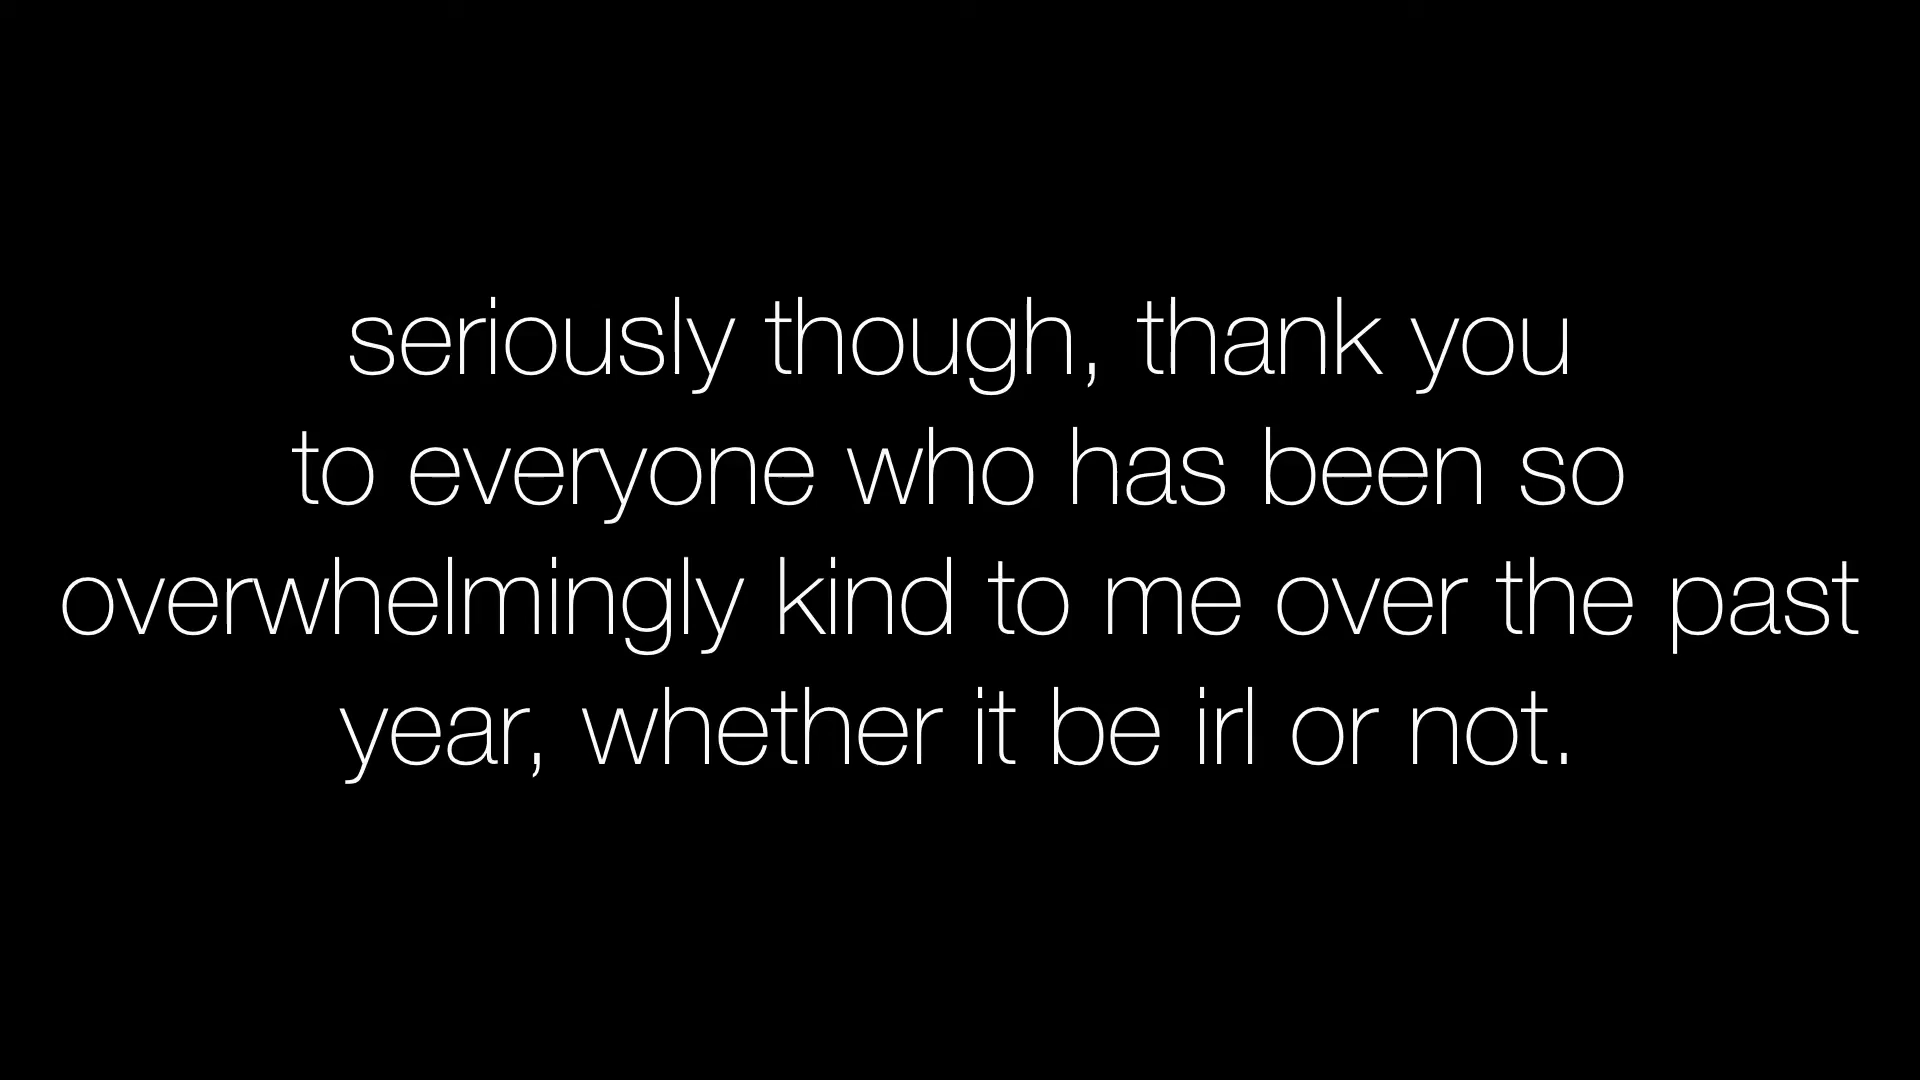 seriously though, thank you
to everyone who has been so
overwhelmingly kind to me over the past
year, whether it be irl or not.